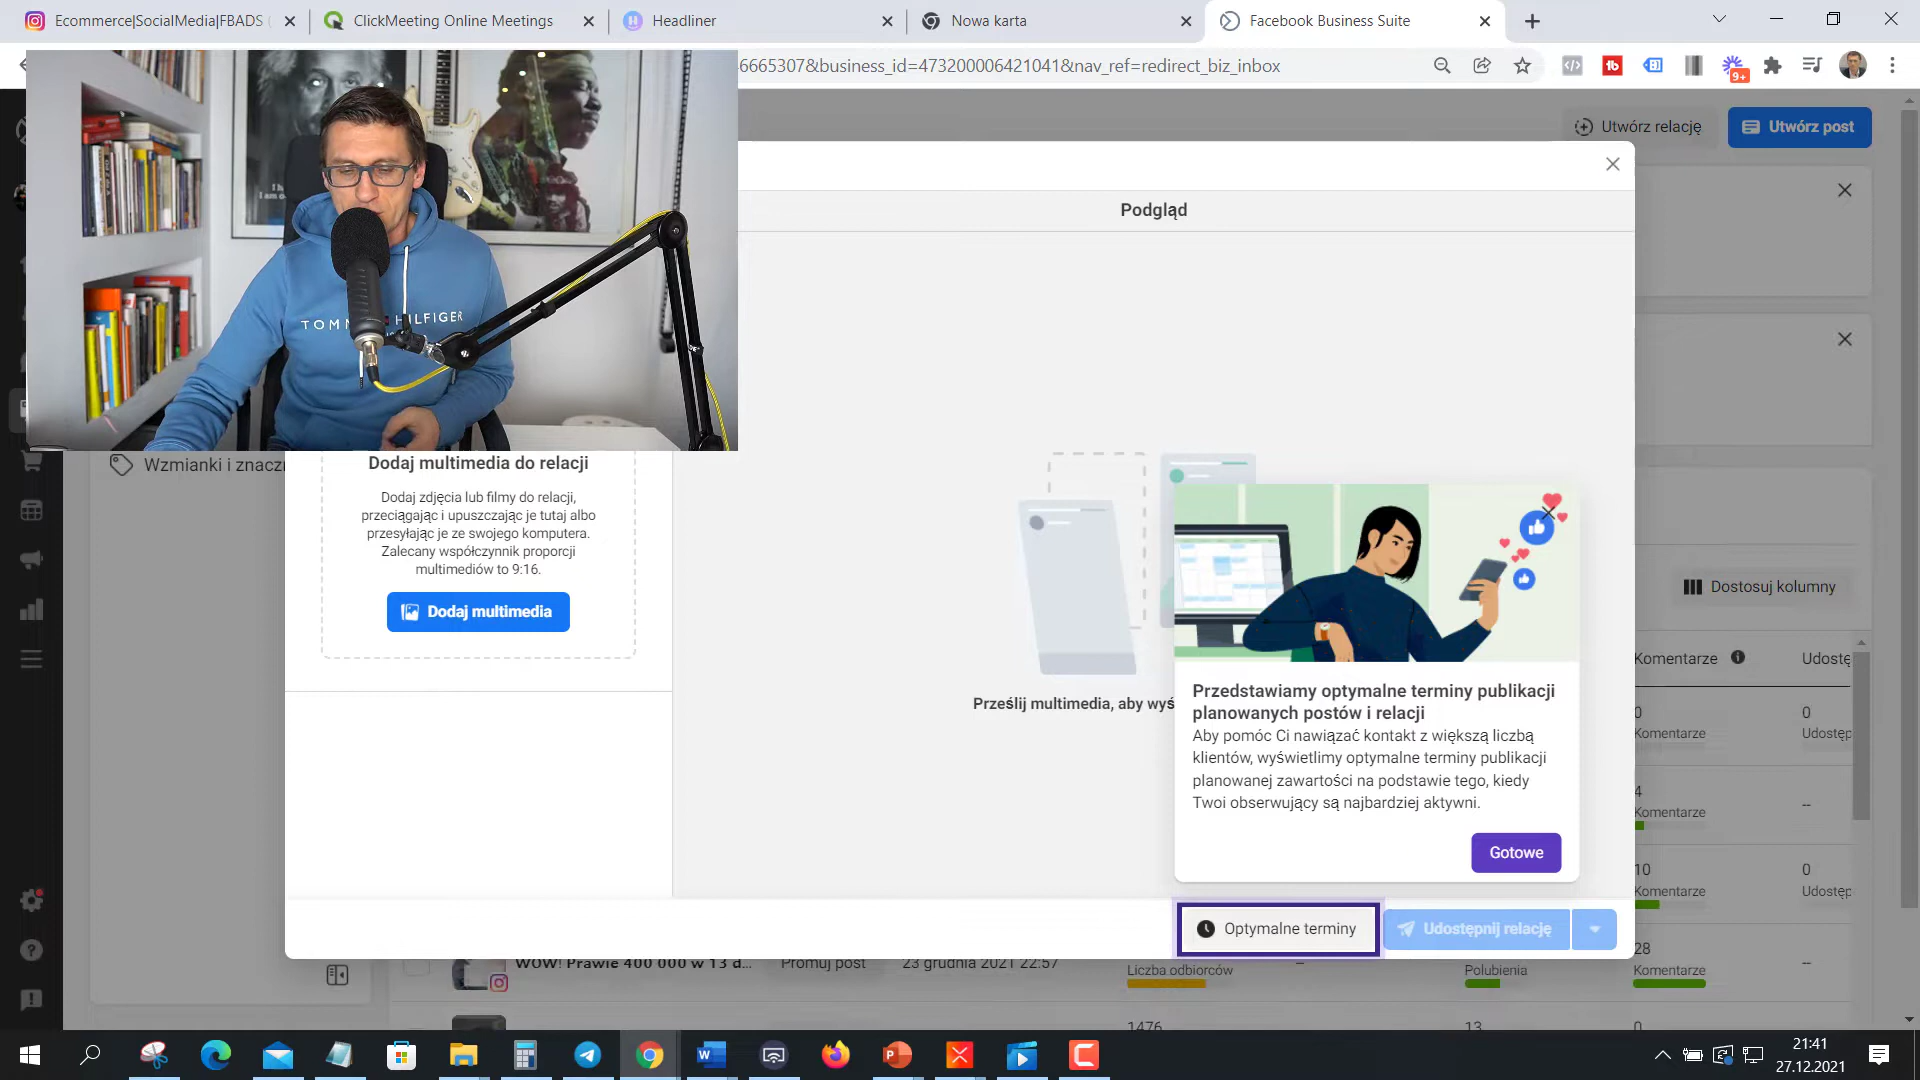 Ecommerce|SocialMedia|FBADS
ClickMeeting Online Meetings
Headliner
Nowa karta
Facebook Business Suite
6665307&business_id=473200006421041&nav_ref=redirect_biz_inbox
9+
Utwórz relację
Utwórz post
Podgląd
TOMM HILFIGER
Wzmianki i znacz
Dodaj multimedia do relacji
Dodaj zdjęcia lub filmy do relacji,
przeciągając i upuszczając je tutaj albo
przesyłając je ze swojego komputera.
Zalecany współczynnik proporcji
multimediów to 9:16.
Dodaj multimedia
Prześlij multimedia, aby wyś
Przedstawiamy optymalne terminy publikacji
planowanych postów i relacji
Aby pomóc Ci nawiązać kontakt z większą liczbą
klientów, wyświetlimy optymalne terminy publikacji
planowanej zawartości na podstawie tego, kiedy
Twoi obserwujący są najbardziej aktywni.
Gotowe
Optymalne terminy
Udostępnij relację
Dostosuj kolumny
Komentarze
Udostę
0
Komentarze
0
Udostęp
4
Komentarze
--
10
Komentarze
0
Udostęp
28
Komentarze
--
WOW! Prawie 400 000 w 13 d...
Promuj post
23 grudnia 2021 22:57
Liczba odbiorców
--
Polubienia
1476
13
0
21:41
27.12.2021